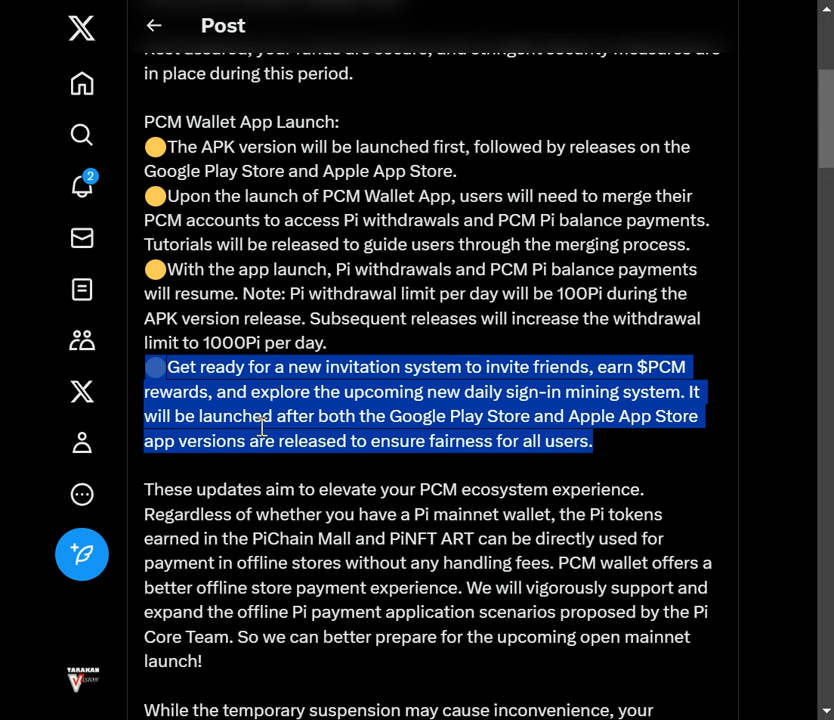 Post
Rest assured, your funds are secure, and stringent security measures are
in place during this period.
PCM Wallet App Launch:
The APK version will be launched first, followed by releases on the
Google Play Store and Apple App Store.
Upon the launch of PCM Wallet App, users will need to merge their
PCM accounts to access Pi withdrawals and PCM Pi balance payments.
Tutorials will be released to guide users through the merging process.
With the app launch, Pi withdrawals and PCM Pi balance payments
will resume. Note: Pi withdrawal limit per day will be 100Pi during the
APK version release. Subsequent releases will increase the withdrawal
limit to 1000Pi per day.
Get ready for a new invitation system to invite friends, earn $PCM
rewards, and explore the upcoming new daily sign-in mining system. It
will be launched after both the Google Play Store and Apple App Store
app versions are released to ensure fairness for all users.
These updates aim to elevate your PCM ecosystem experience.
Regardless of whether you have a Pi mainnet wallet, the Pi tokens
earned in the PiChain Mall and PiNFT ART can be directly used for
payment in offline stores without any handling fees. PCM wallet offers a
better offline store payment experience. We will vigorously support and
expand the offline Pi payment application scenarios proposed by the Pi
Core Team. So we can better prepare for the upcoming open mainnet
launch!
While the temporary suspension may cause inconvenience, your
2
TARAHAN
VISION